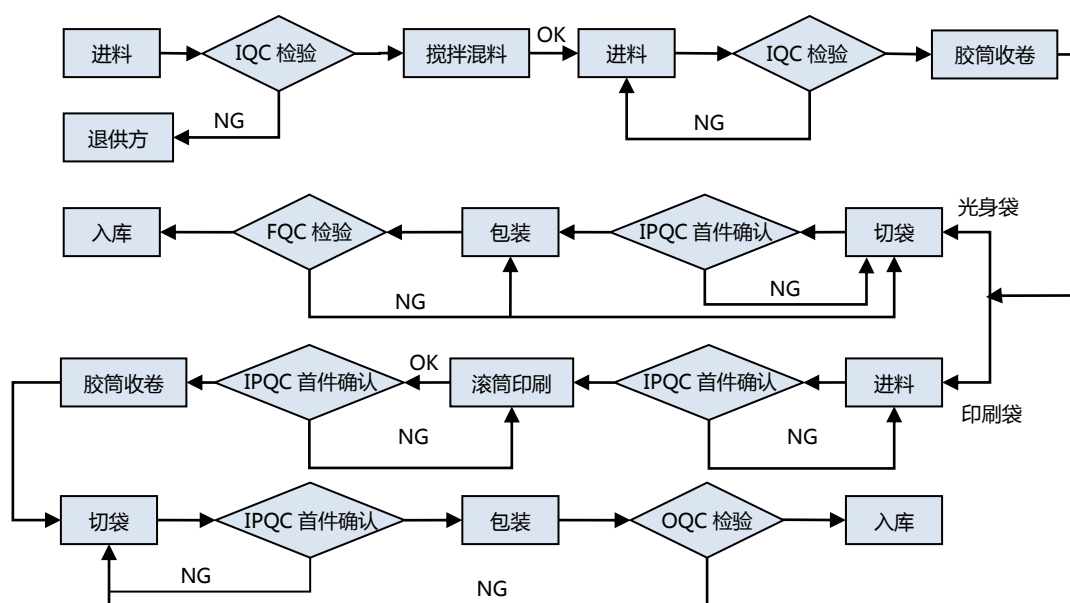 进料
IQC 检验
搅拌混料
OK
进料
IQC 检验
胶筒收卷
退供方
NG
NG
入库
FQC 检验
包装
IPQC 首件确认
切袋
光身袋
NG
NG
胶筒收卷
IPQC 首件确认
OK
滚筒印刷
IPQC 首件确认
进料
印刷袋
NG
NG
切袋
IPQC 首件确认
包装
OQC 检验
入库
NG
NG